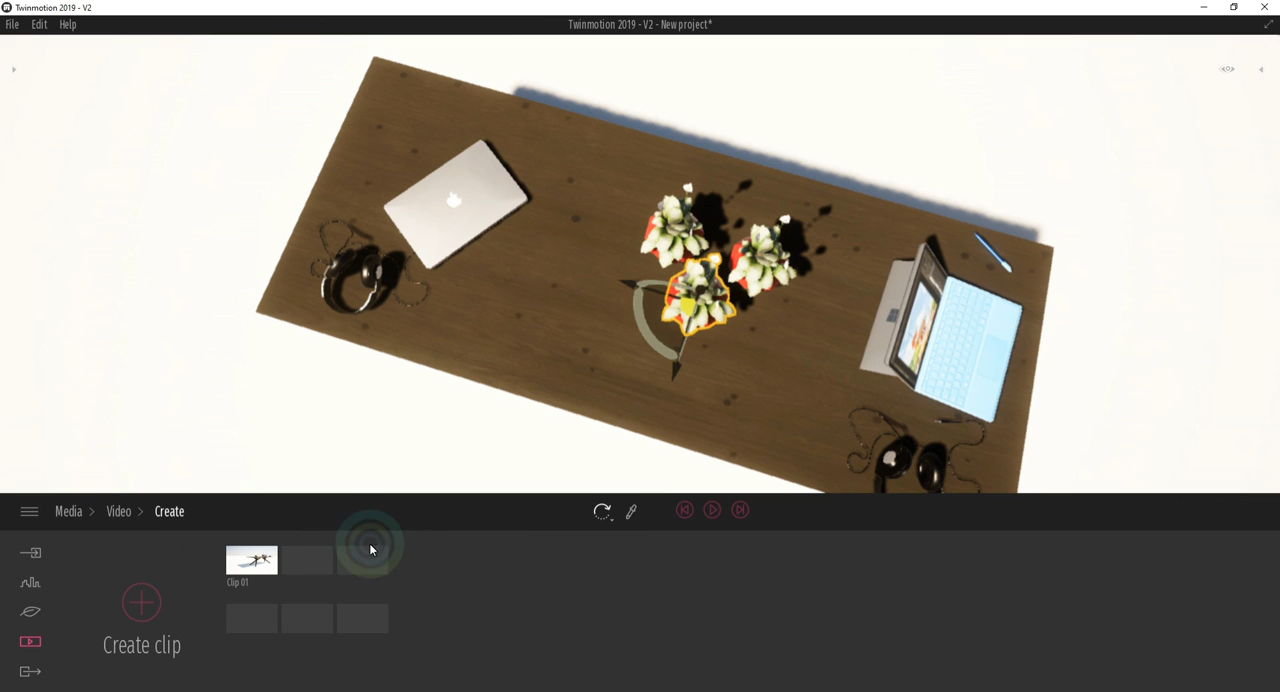 Twinmotion 2019 - V2
File Edit Help
Twinmotion 2019 - V2 - New project*
Media > Video > Create
Clip 01
Create clip